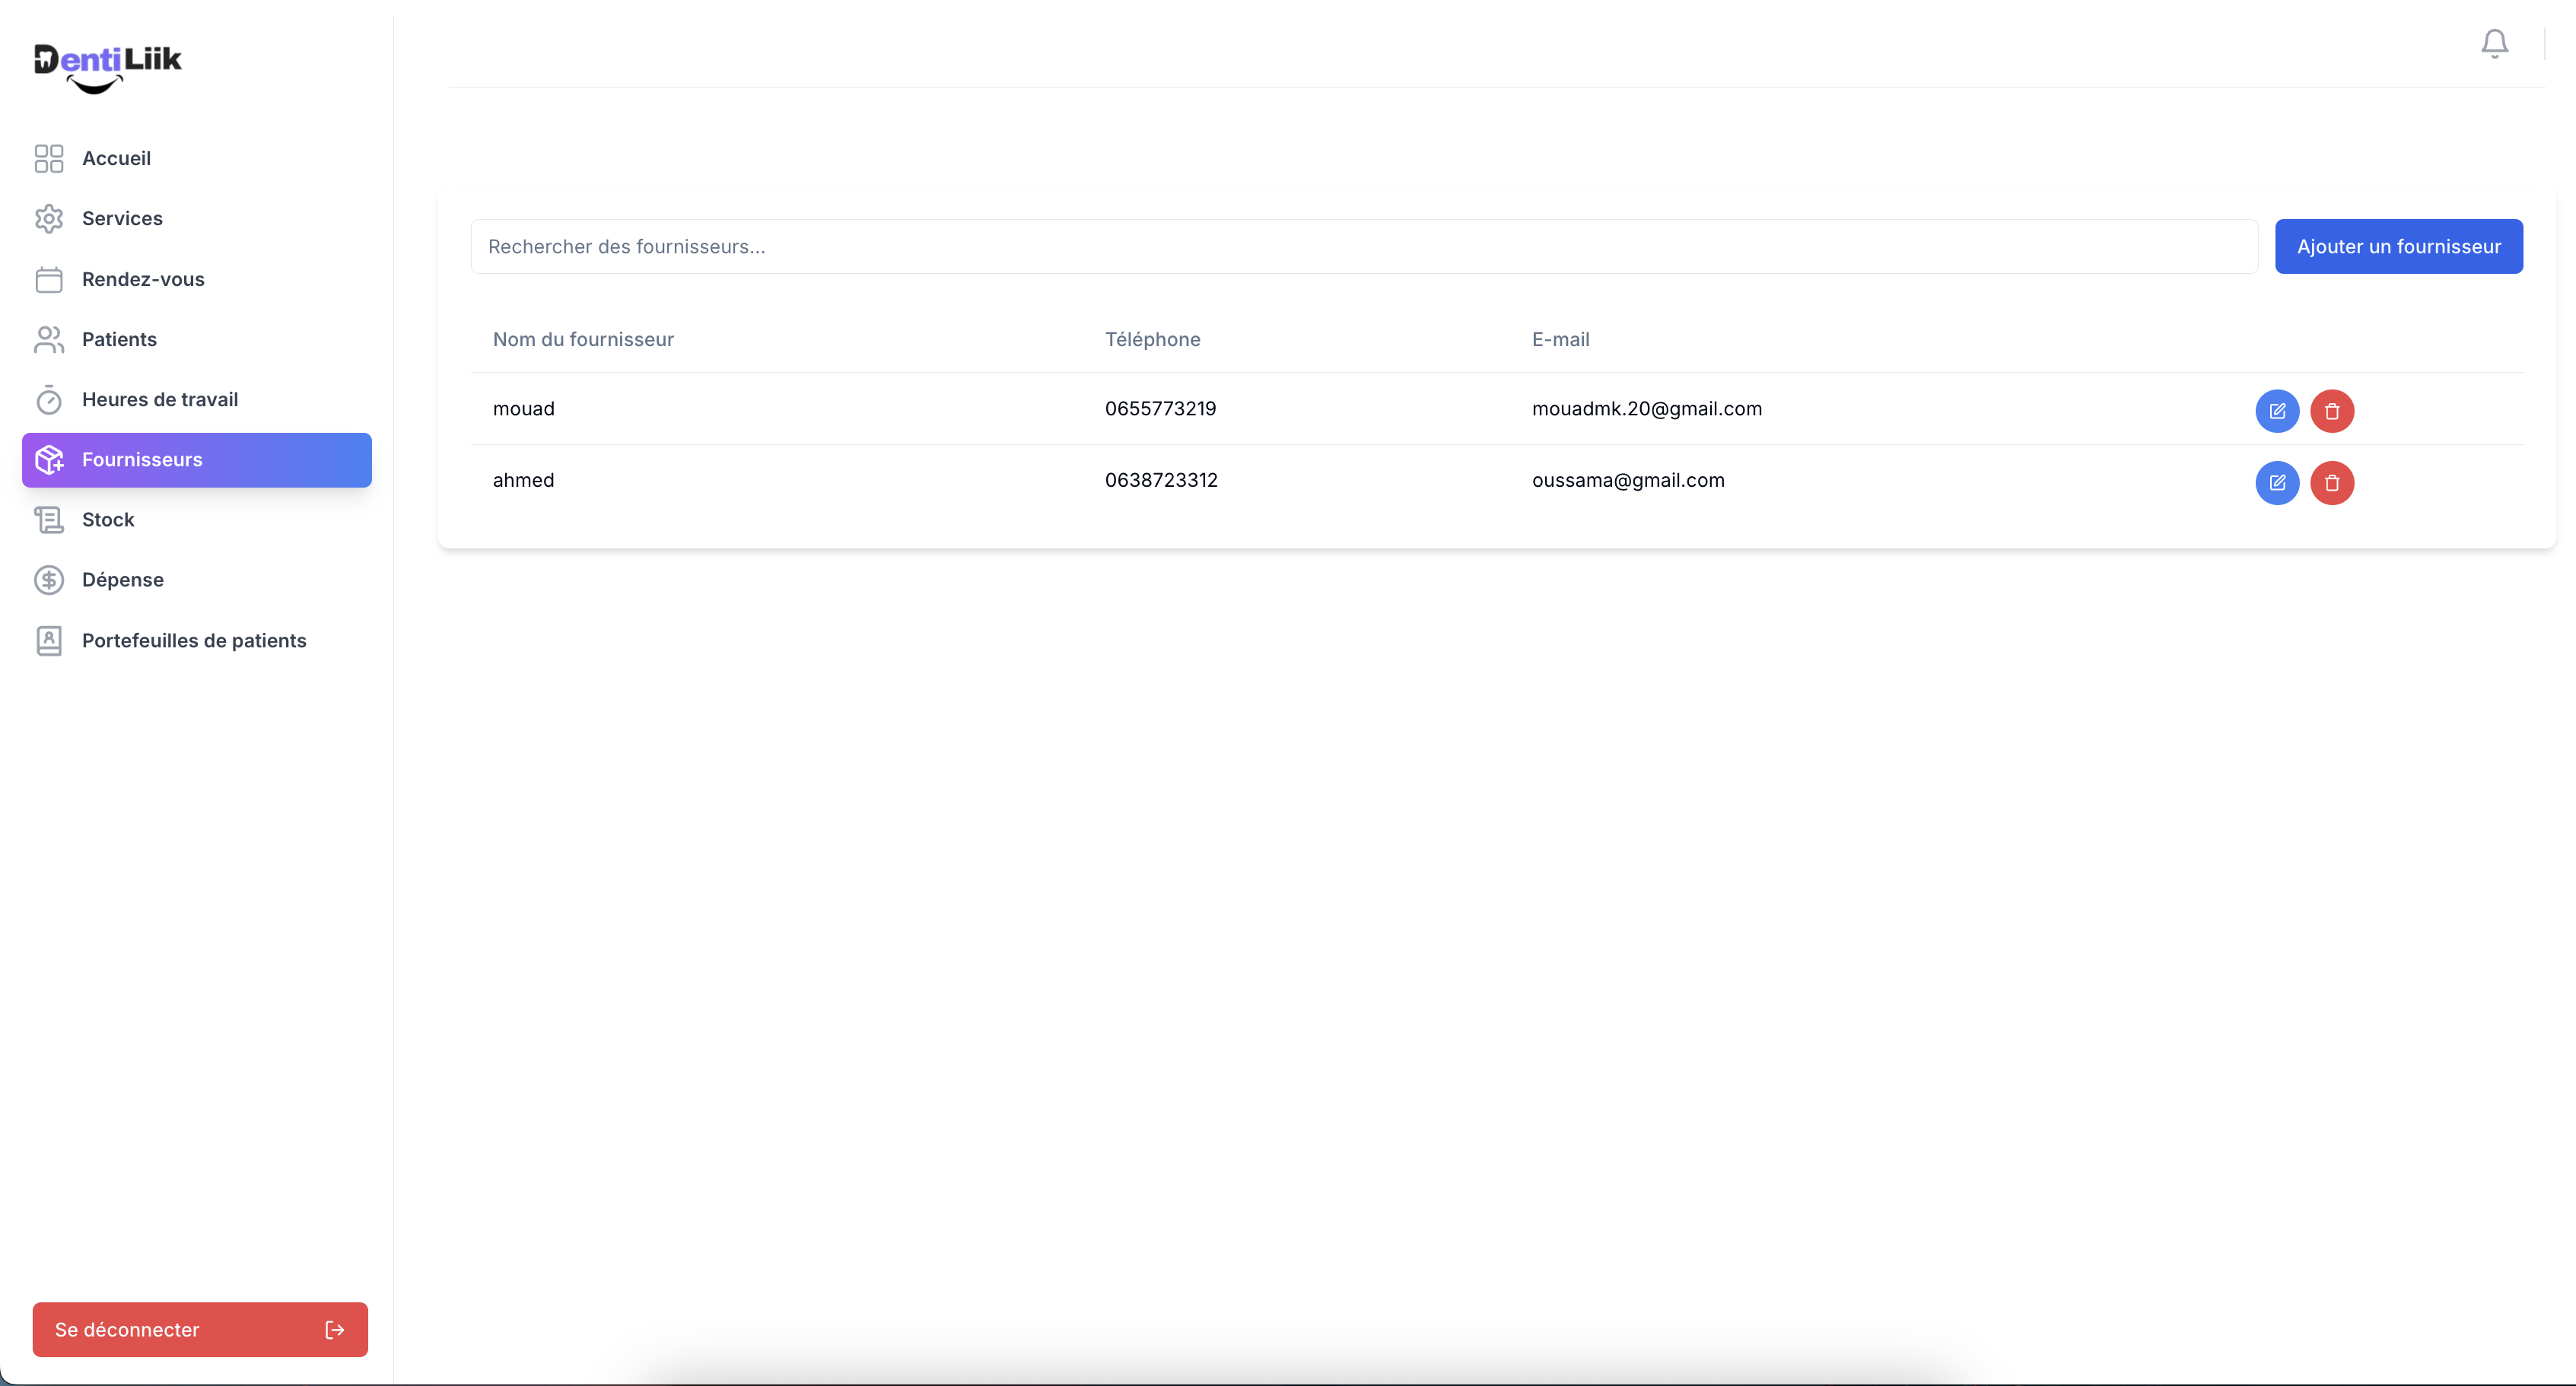 DentiLiik
Accueil
Services
Rendez-vous
Patients
Heures de travail
Fournisseurs
Stock
Dépense
Portefeuilles de patients
Se déconnecter
Rechercher des fournisseurs...
Ajouter un fournisseur
Nom du fournisseur Téléphone E-mail
mouad 0655773219 mouadmk.20@gmail.com
ahmed 0638723312 oussama@gmail.com